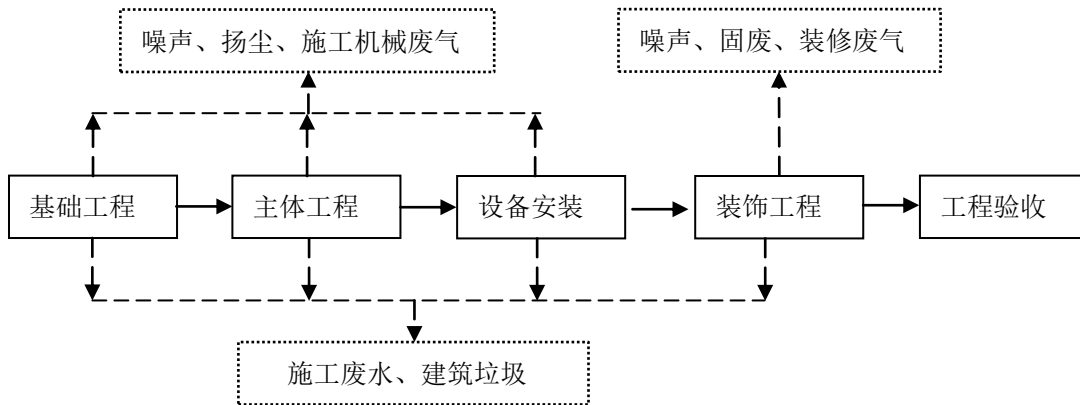 噪声、扬尘、施工机械废气
噪声、固废、装修废气
基础工程
主体工程
设备安装
装饰工程
工程验收
施工废水、建筑垃圾